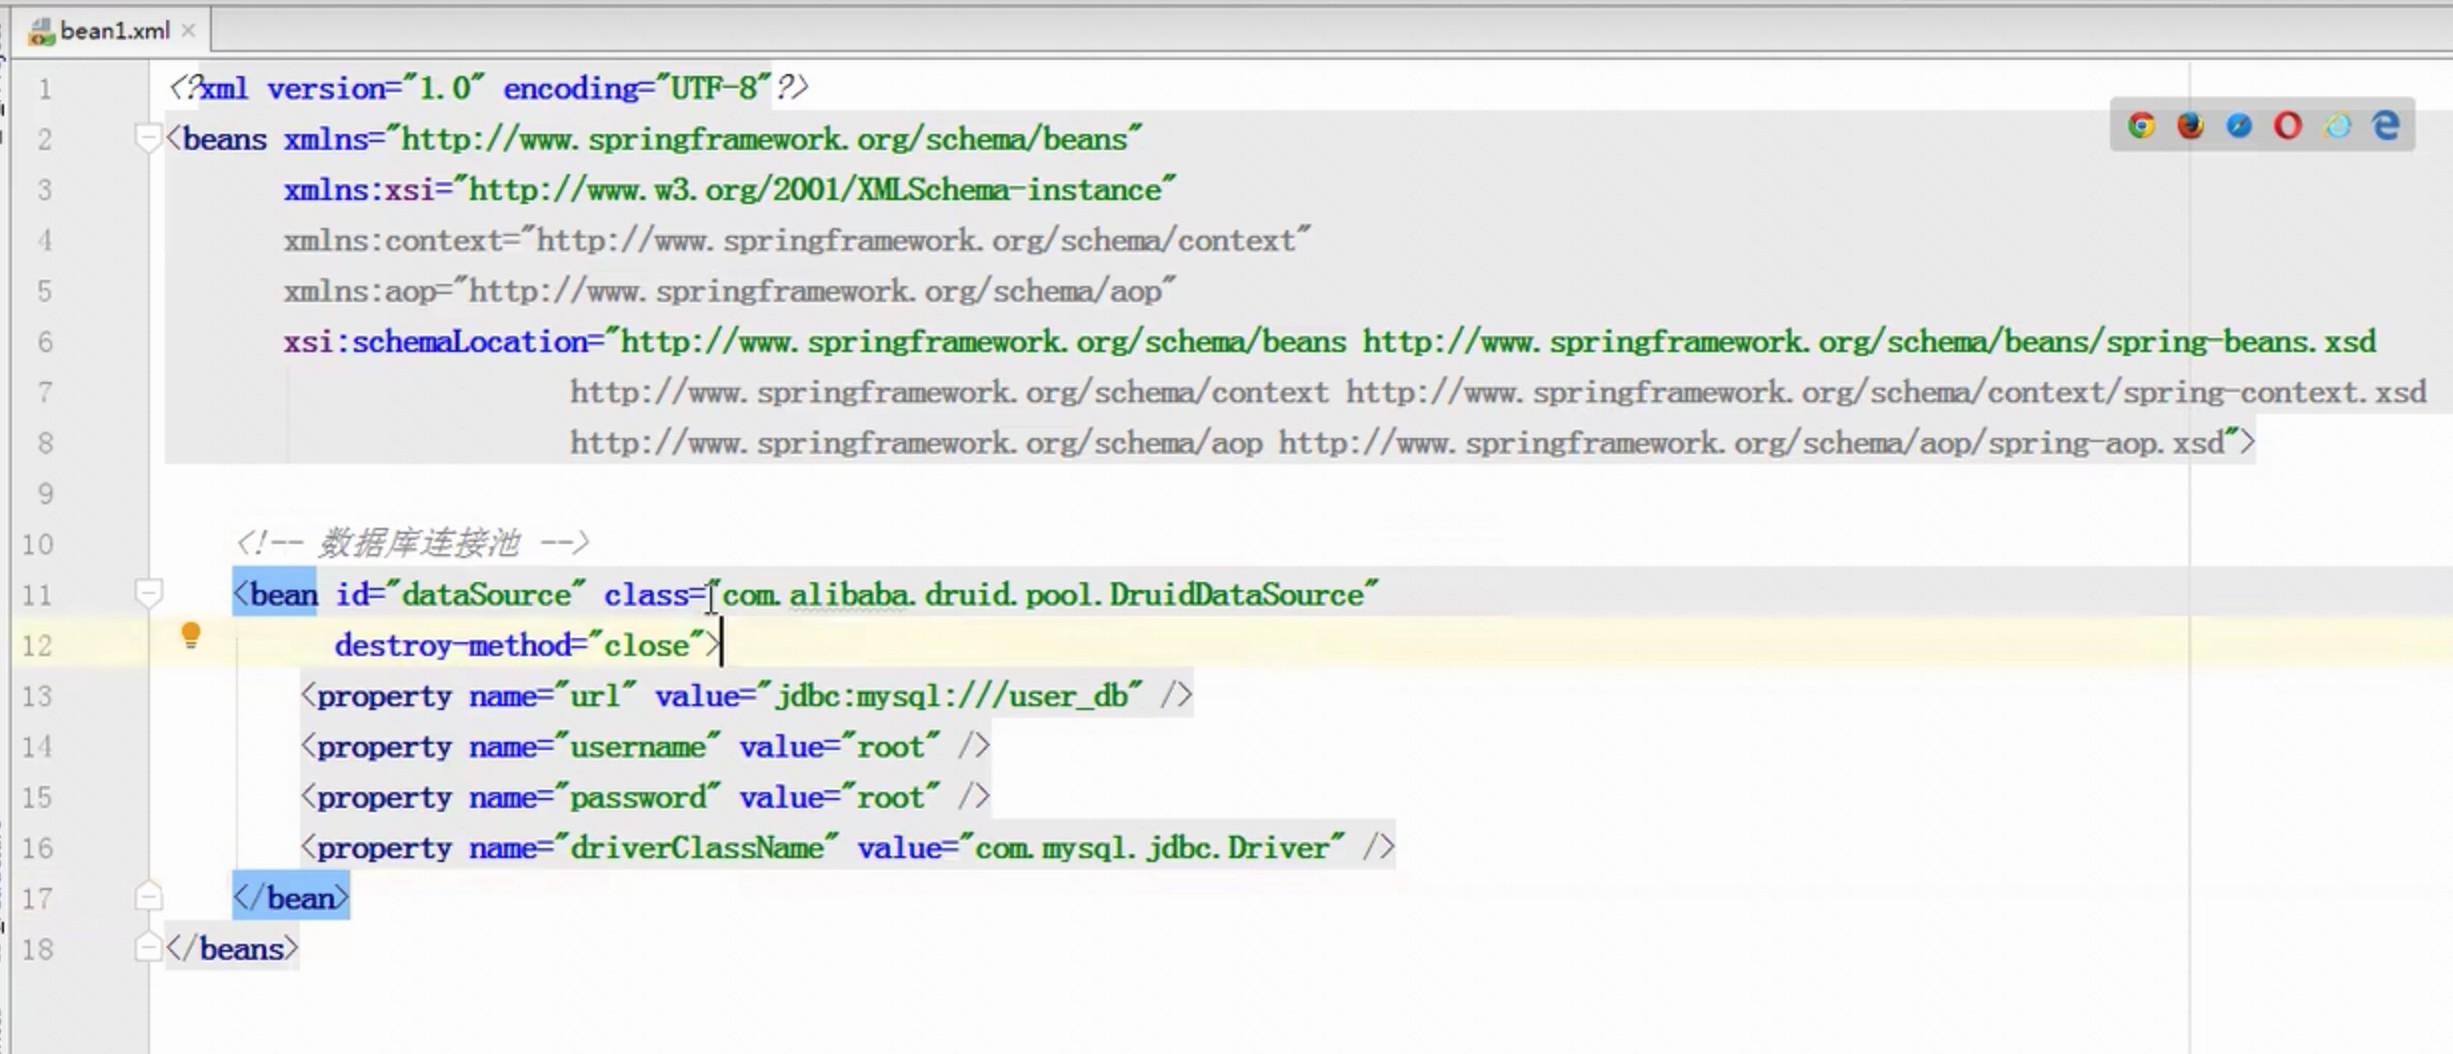 bean1.xml
1 <?xml version="1.0" encoding="UTF-8"?>
2 <beans xmlns="http://www.springframework.org/schema/beans"
3 xmlns:xsi="http://www.w3.org/2001/XMLSchema-instance"
4 xmlns:context="http://www.springframework.org/schema/context"
5 xmlns:aop="http://www.springframework.org/schema/aop"
6 xsi:schemaLocation="http://www.springframework.org/schema/beans http://www.springframework.org/schema/beans/spring-beans.xsd
7 http://www.springframework.org/schema/context http://www.springframework.org/schema/context/spring-context.xsd
8 http://www.springframework.org/schema/aop http://www.springframework.org/schema/aop/spring-aop.xsd">
9
10 <!-- 数据库连接池 -->
11 <bean id="dataSource" class="com.alibaba.druid.pool.DruidDataSource"
12 destroy-method="close">
13 <property name="url" value="jdbc:mysql:///user_db" />
14 <property name="username" value="root" />
15 <property name="password" value="root" />
16 <property name="driverClassName" value="com.mysql.jdbc.Driver" />
17 </bean>
18 </beans>